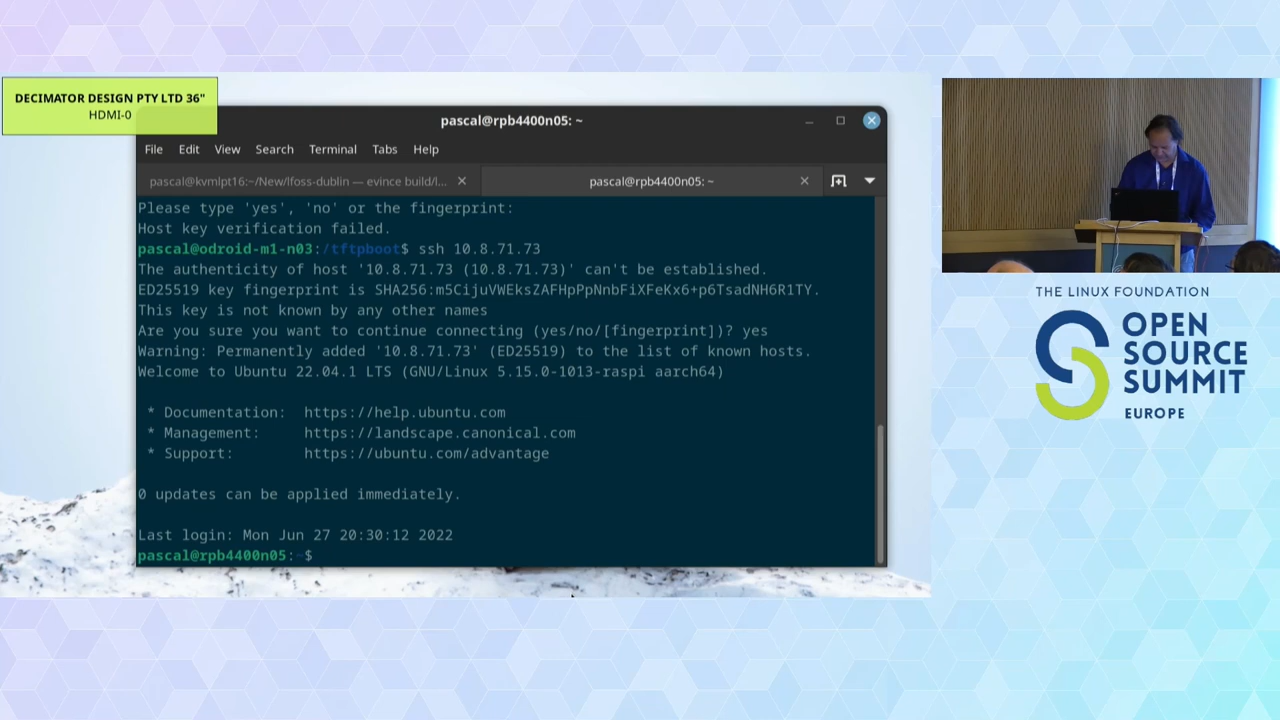 DECIMATOR DESIGN PTY LTD 36"
HDMI-0
pascal@rpb4400n05: ~
File Edit View Search Terminal Tabs Help
pascal@kvmlpt16:~/New/lfoss-dublin — evince build/l...
pascal@rpb4400n05: ~
Please type 'yes', 'no' or the fingerprint:
Host key verification failed.
pascal@odroid-m1-n03:/tftpboot$ ssh 10.8.71.73
The authenticity of host '10.8.71.73 (10.8.71.73)' can't be established.
ED25519 key fingerprint is SHA256:m5CijuVWEksZAFHpPpNnbFiXFeKx6+p6TsadNH6R1TY.
This key is not known by any other names
Are you sure you want to continue connecting (yes/no/[fingerprint])? yes
Warning: Permanently added '10.8.71.73' (ED25519) to the list of known hosts.
Welcome to Ubuntu 22.04.1 LTS (GNU/Linux 5.15.0-1013-raspi aarch64)
* Documentation: https://help.ubuntu.com
* Management: https://landscape.canonical.com
* Support: https://ubuntu.com/advantage
0 updates can be applied immediately.
Last login: Mon Jun 27 20:30:12 2022
pascal@rpb4400n05:~$
THE LINUX FOUNDATION
OPEN
SOURCE
SUMMIT
EUROPE